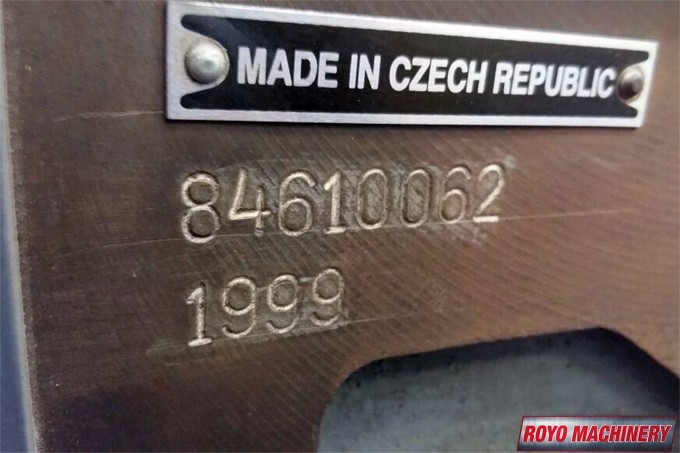 MADE IN CZECH REPUBLIC
84610062
1999
ROYO MACHINERY